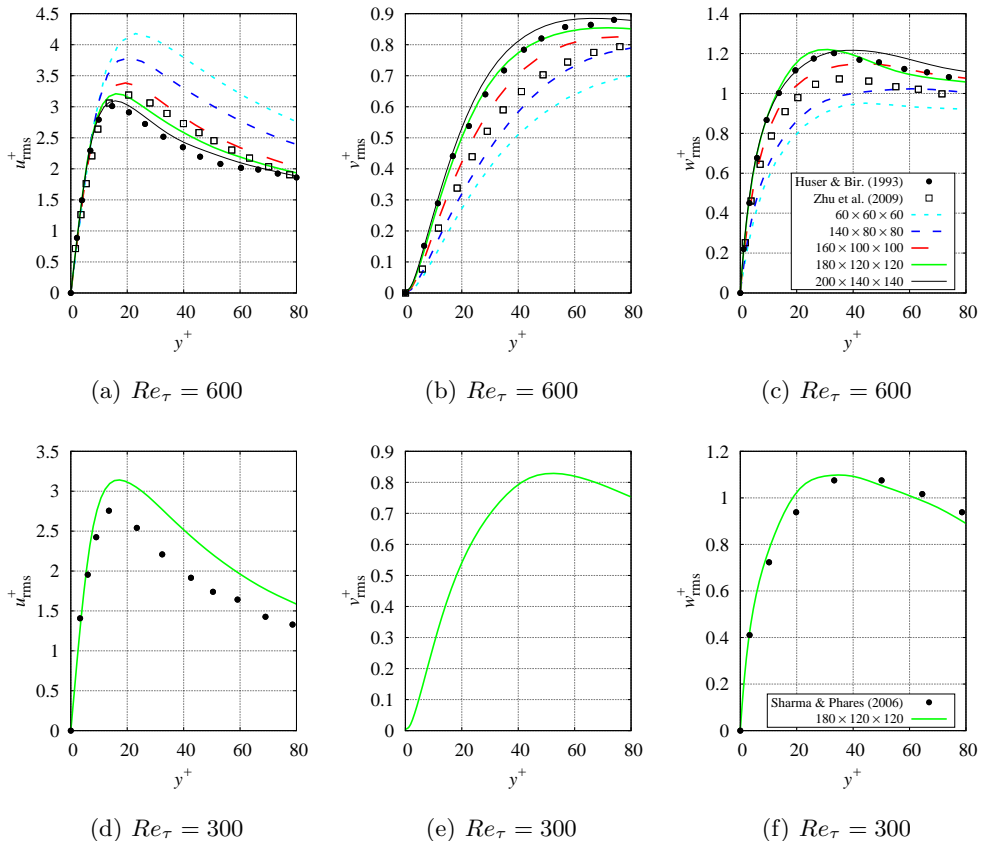 4.5
4
3.5
3
2.5
2
1.5
1
0.5
0
u⁺rms
0 20 40 60 80
y⁺
(a) Reτ = 600
0.9
0.8
0.7
0.6
0.5
0.4
0.3
0.2
0.1
0
v⁺rms
0 20 40 60 80
y⁺
(b) Reτ = 600
1.4
1.2
1
0.8
0.6
0.4
0.2
0
w⁺rms
Huser & Bir. (1993)
Zhu et al. (2009)
60 × 60 × 60
140 × 80 × 80
160 × 100 × 100
180 × 120 × 120
200 × 140 × 140
0 20 40 60 80
y⁺
(c) Reτ = 600
3.5
3
2.5
2
1.5
1
0.5
0
u⁺rms
0 20 40 60 80
y⁺
(d) Reτ = 300
0.9
0.8
0.7
0.6
0.5
0.4
0.3
0.2
0.1
0
v⁺rms
0 20 40 60 80
y⁺
(e) Reτ = 300
1.2
1
0.8
0.6
0.4
0.2
0
w⁺rms
Sharma & Phares (2006)
180 × 120 × 120
0 20 40 60 80
y⁺
(f) Reτ = 300